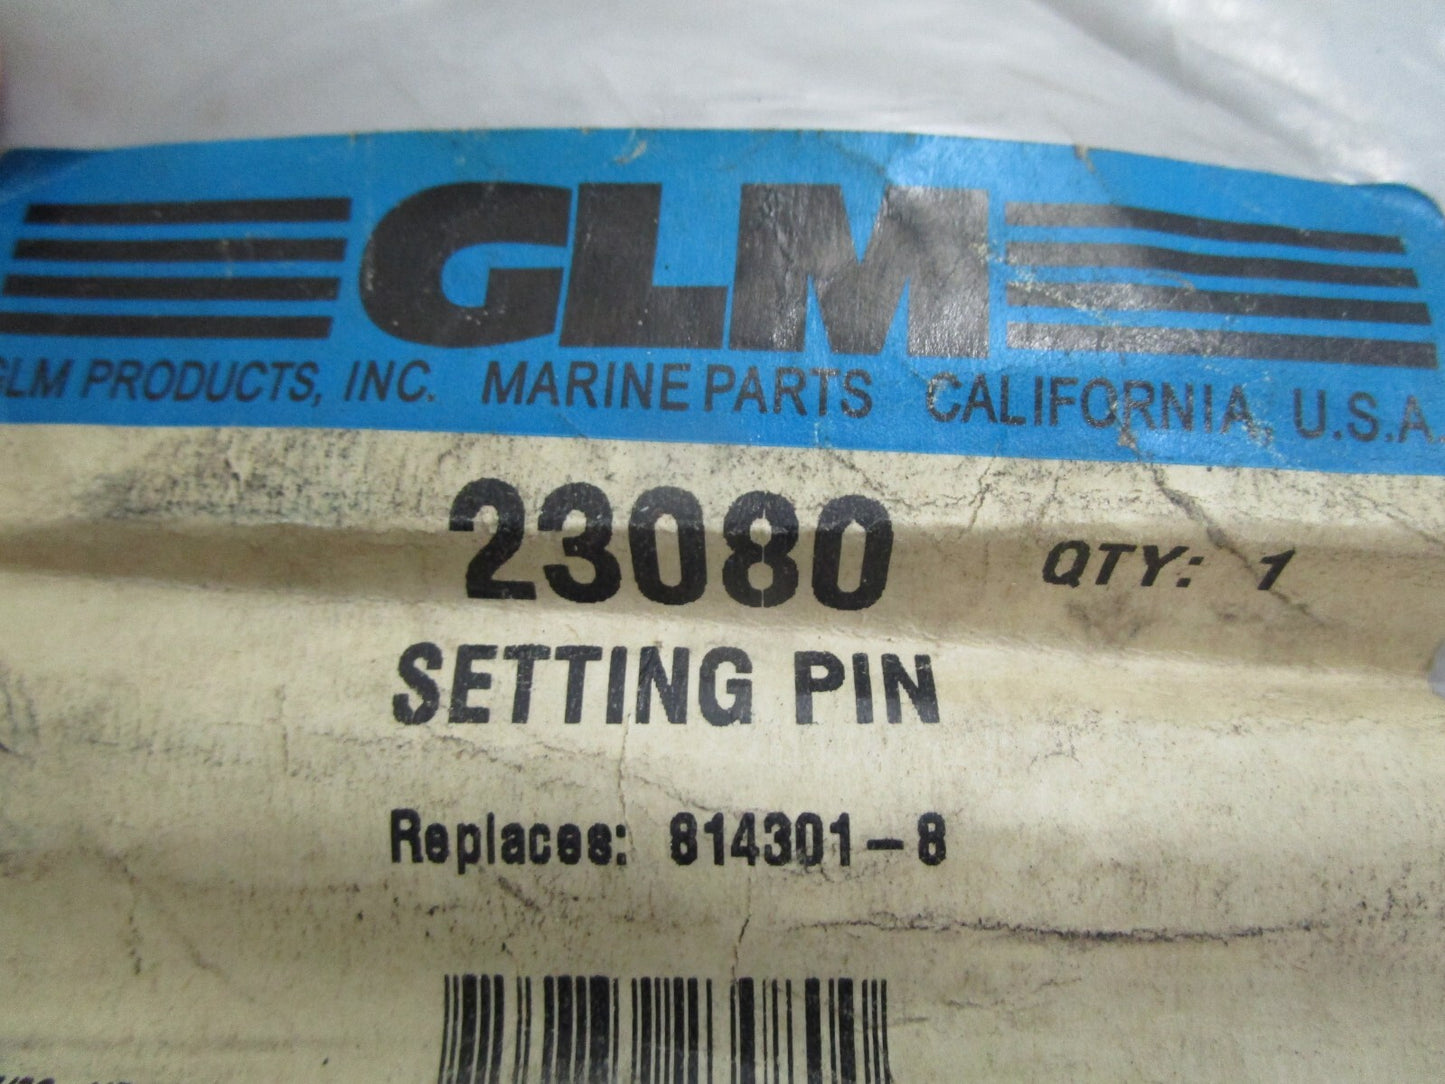 GLM
GLM PRODUCTS, INC. MARINE PARTS CALIFORNIA, U.S.A.
23080 QTY: 1
SETTING PIN
Replaces: 814301-8